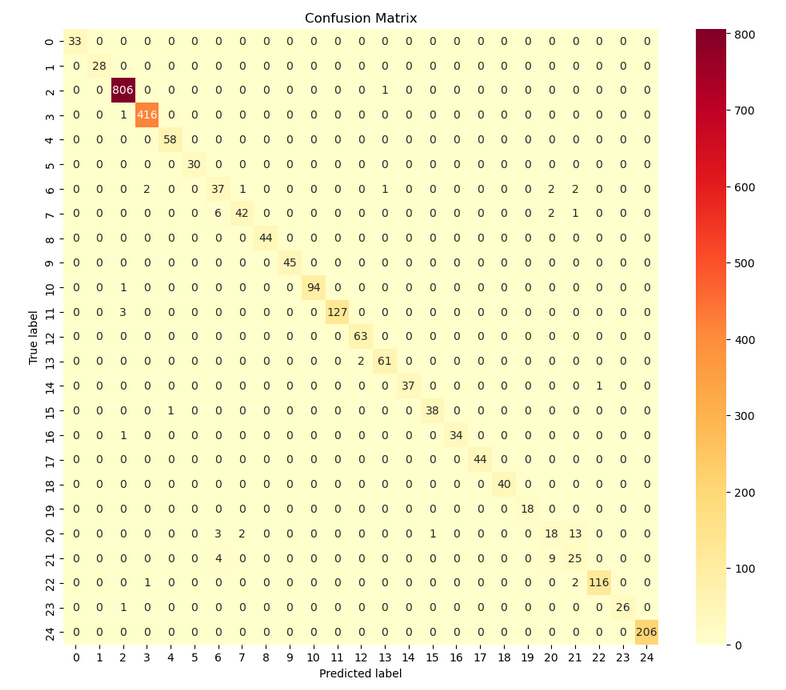 Confusion Matrix
0 33 0 0 0 0 0 0 0 0 0 0 0 0 0 0 0 0 0 0 0 0 0 0 0 0
1 0 28 0 0 0 0 0 0 0 0 0 0 0 0 0 0 0 0 0 0 0 0 0 0 0
2 0 0 806 0 0 0 0 0 0 0 0 0 0 1 0 0 0 0 0 0 0 0 0 0 0
3 0 0 1 416 0 0 0 0 0 0 0 0 0 0 0 0 0 0 0 0 0 0 0 0 0
4 0 0 0 0 58 0 0 0 0 0 0 0 0 0 0 0 0 0 0 0 0 0 0 0 0
5 0 0 0 0 0 30 0 0 0 0 0 0 0 0 0 0 0 0 0 0 0 0 0 0 0
6 0 0 0 2 0 0 37 1 0 0 0 0 0 1 0 0 0 0 0 0 2 2 0 0 0
7 0 0 0 0 0 0 6 42 0 0 0 0 0 0 0 0 0 0 0 0 2 1 0 0 0
8 0 0 0 0 0 0 0 0 44 0 0 0 0 0 0 0 0 0 0 0 0 0 0 0 0
9 0 0 0 0 0 0 0 0 0 45 0 0 0 0 0 0 0 0 0 0 0 0 0 0 0
10 0 0 1 0 0 0 0 0 0 0 94 0 0 0 0 0 0 0 0 0 0 0 0 0 0
11 0 0 3 0 0 0 0 0 0 0 0 127 0 0 0 0 0 0 0 0 0 0 0 0 0
12 0 0 0 0 0 0 0 0 0 0 0 0 63 0 0 0 0 0 0 0 0 0 0 0 0
13 0 0 0 0 0 0 0 0 0 0 0 0 2 61 0 0 0 0 0 0 0 0 0 0 0
14 0 0 0 0 0 0 0 0 0 0 0 0 0 0 37 0 0 0 0 0 0 0 1 0 0
15 0 0 0 0 1 0 0 0 0 0 0 0 0 0 0 38 0 0 0 0 0 0 0 0 0
16 0 0 1 0 0 0 0 0 0 0 0 0 0 0 0 0 34 0 0 0 0 0 0 0 0
17 0 0 0 0 0 0 0 0 0 0 0 0 0 0 0 0 0 44 0 0 0 0 0 0 0
18 0 0 0 0 0 0 0 0 0 0 0 0 0 0 0 0 0 0 40 0 0 0 0 0 0
19 0 0 0 0 0 0 0 0 0 0 0 0 0 0 0 0 0 0 0 18 0 0 0 0 0
20 0 0 0 0 0 0 3 2 0 0 0 0 0 0 0 1 0 0 0 0 18 13 0 0 0
21 0 0 0 0 0 0 4 0 0 0 0 0 0 0 0 0 0 0 0 0 9 25 0 0 0
22 0 0 0 1 0 0 0 0 0 0 0 0 0 0 0 0 0 0 0 0 0 2 116 0 0
23 0 0 1 0 0 0 0 0 0 0 0 0 0 0 0 0 0 0 0 0 0 0 0 26 0
24 0 0 0 0 0 0 0 0 0 0 0 0 0 0 0 0 0 0 0 0 0 0 0 0 206
0 1 2 3 4 5 6 7 8 9 10 11 12 13 14 15 16 17 18 19 20 21 22 23 24
Predicted label
True label
800
700
600
500
400
300
200
100
0